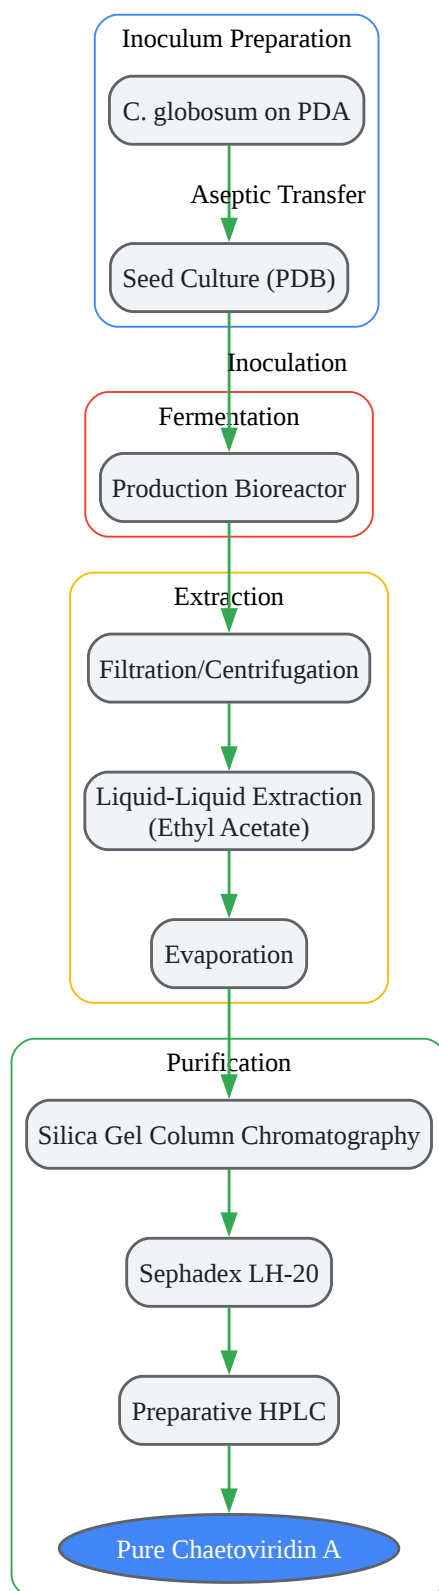 Inoculum Preparation
C. globosum on PDA
Aseptic Transfer
Seed Culture (PDB)
Inoculation
Fermentation
Production Bioreactor
Extraction
Filtration/Centrifugation
Liquid-Liquid Extraction
(Ethyl Acetate)
Evaporation
Purification
Silica Gel Column Chromatography
Sephadex LH-20
Preparative HPLC
Pure Chaetoviridin A